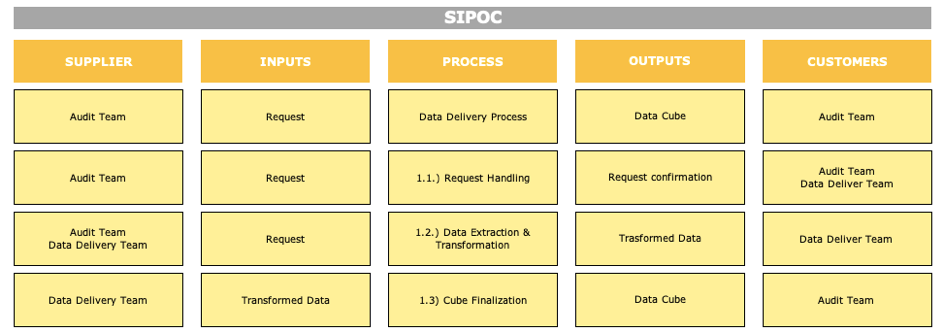 SIPOC
SUPPLIER
INPUTS
PROCESS
OUTPUTS
CUSTOMERS
Audit Team
Request
Data Delivery Process
Data Cube
Audit Team
Audit Team
Request
1.1.) Request Handling
Request confirmation
Audit Team
Data Deliver Team
Audit Team
Data Delivery Team
Request
1.2.) Data Extraction &
Transformation
Trasformed Data
Data Deliver Team
Data Delivery Team
Transformed Data
1.3) Cube Finalization
Data Cube
Audit Team